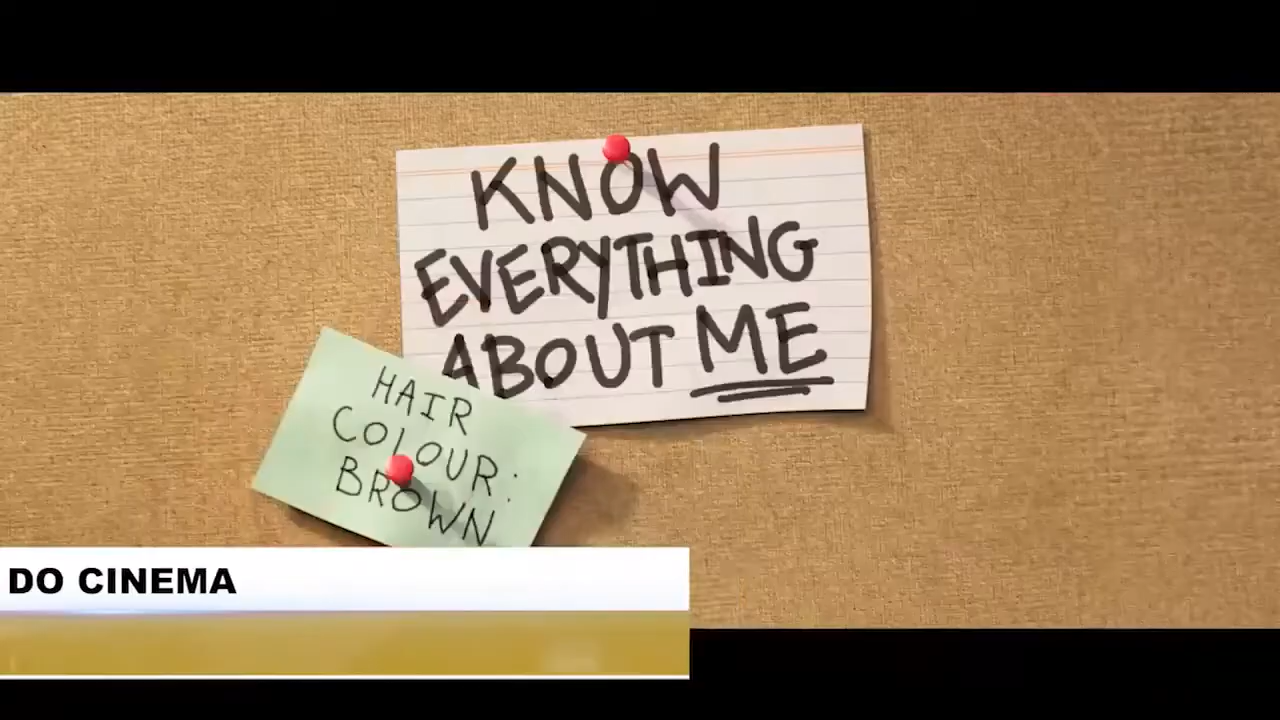 KNOW
EVERYTHING
ABOUT ME
HAIR
COLOUR:
BROWN
DO CINEMA